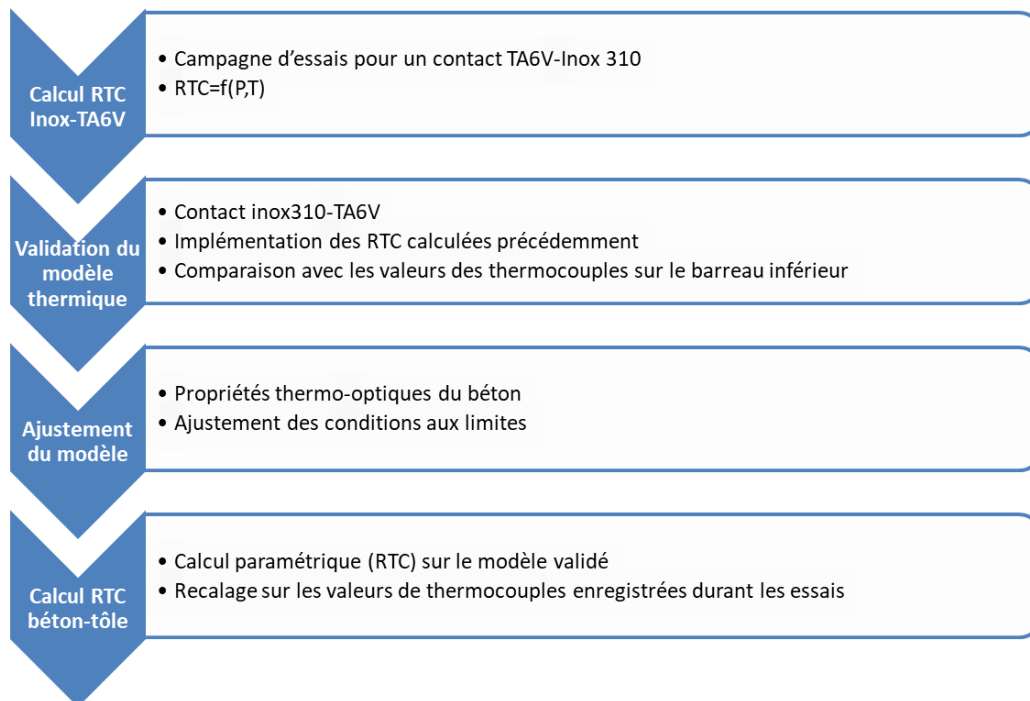 Calcul RTC
Inox-TA6V
• Campagne d'essais pour un contact TA6V-Inox 310
• RTC=f(P,T)
Validation du
modèle
thermique
• Contact inox310-TA6V
• Implémentation des RTC calculées précédemment
• Comparaison avec les valeurs des thermocouples sur le barreau inférieur
Ajustement
du modèle
• Propriétés thermo-optiques du béton
• Ajustement des conditions aux limites
Calcul RTC
béton-tôle
• Calcul paramétrique (RTC) sur le modèle validé
• Recalage sur les valeurs de thermocouples enregistrées durant les essais